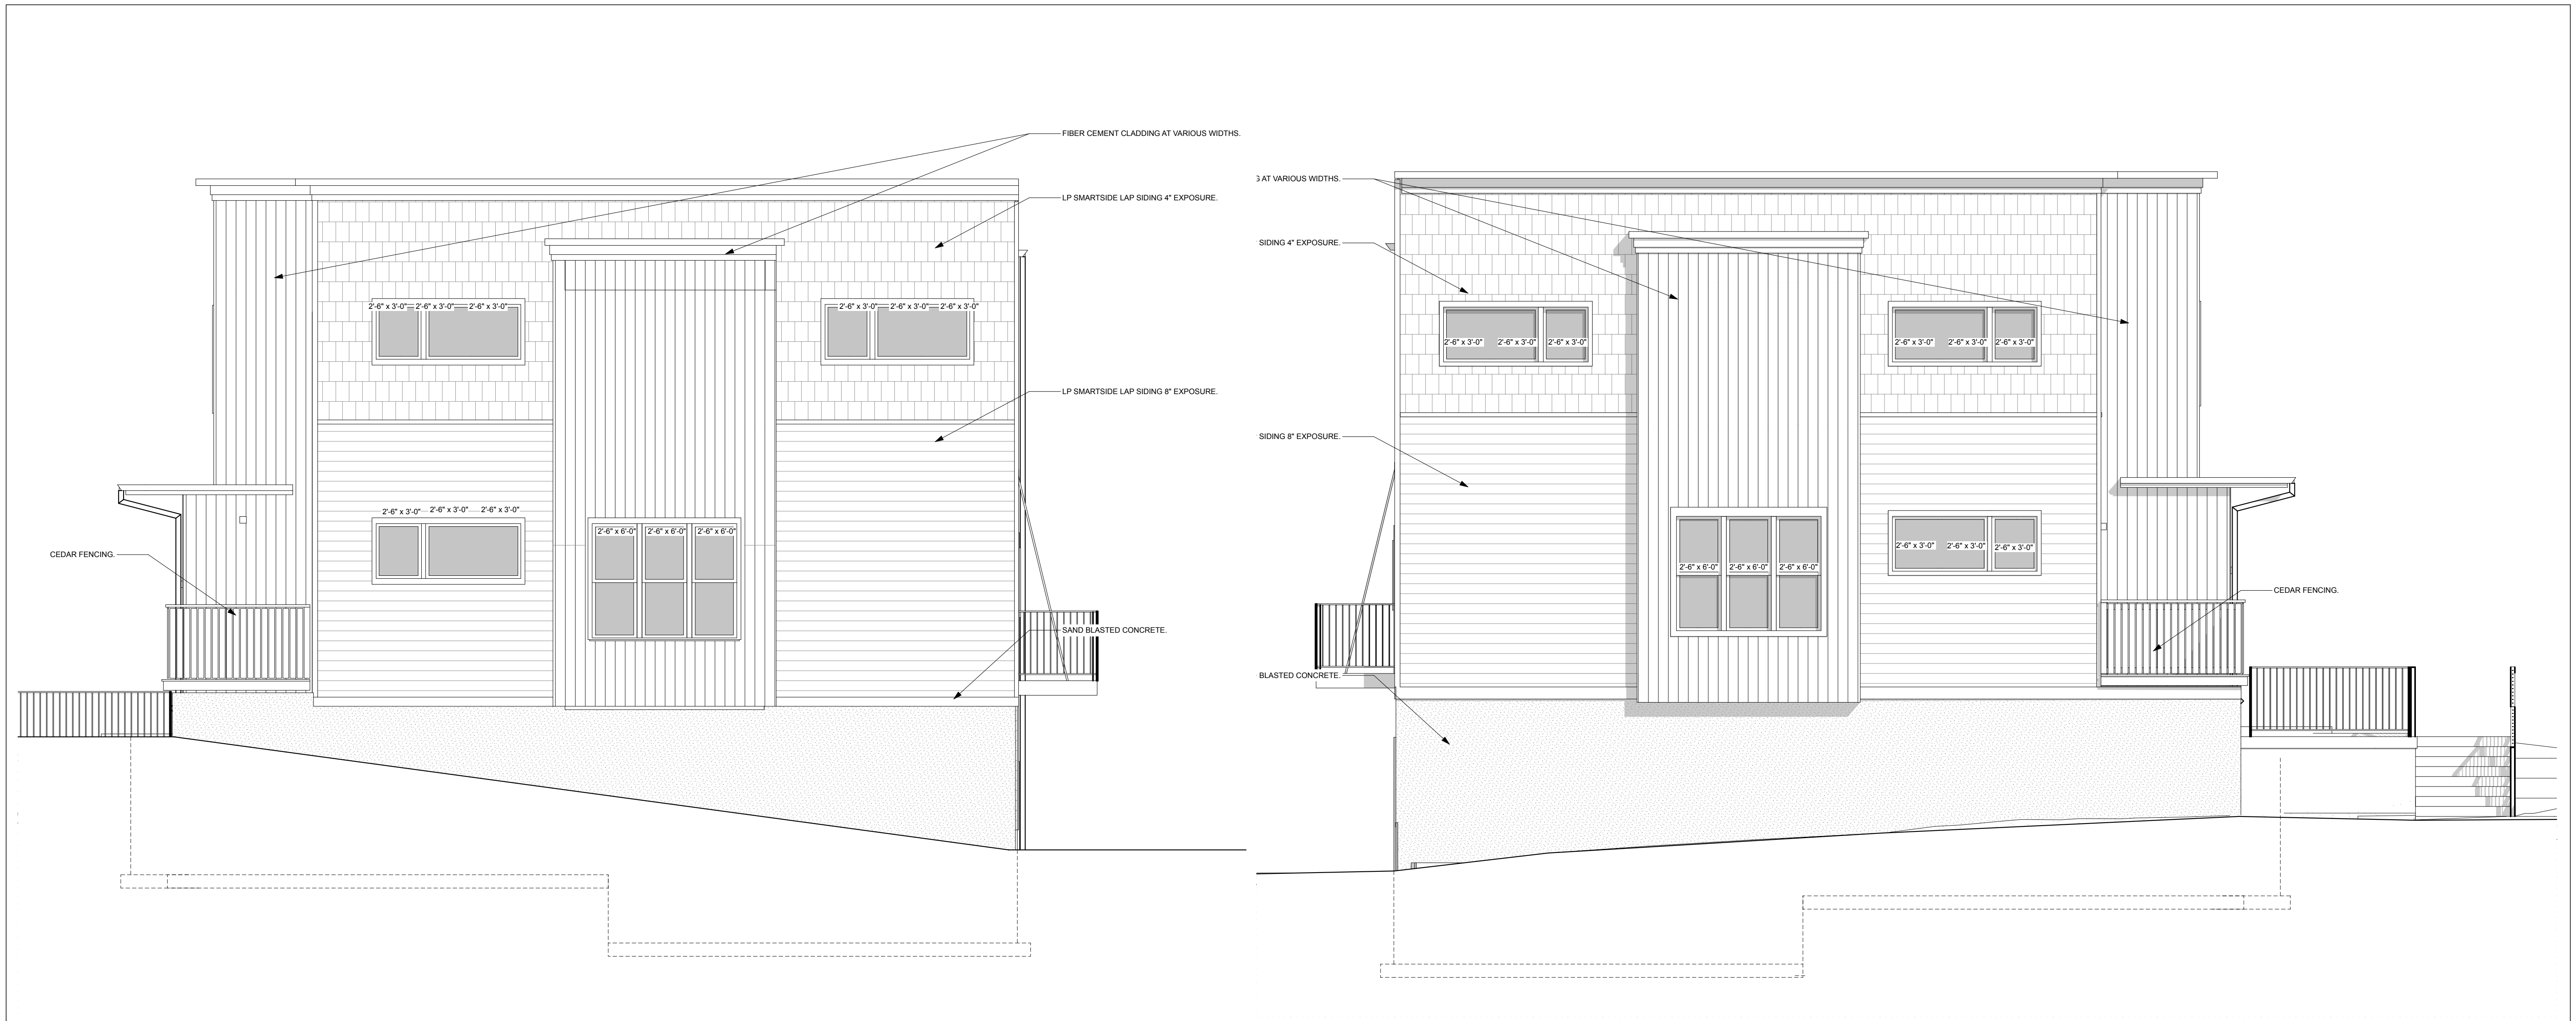 FIBER CEMENT CLADDING AT VARIOUS WIDTHS.
LP SMARTSIDE LAP SIDING 4" EXPOSURE.
2'-6" x 3'-0" 2'-6" x 3'-0" 2'-6" x 3'-0"
2'-6" x 3'-0" 2'-6" x 3'-0" 2'-6" x 3'-0"
LP SMARTSIDE LAP SIDING 8" EXPOSURE.
2'-6" x 3'-0" 2'-6" x 3'-0" 2'-6" x 3'-0"
2'-6" x 6'-0" 2'-6" x 6'-0" 2'-6" x 6'-0"
CEDAR FENCING.
SAND BLASTED CONCRETE.
AT VARIOUS WIDTHS.
SIDING 4" EXPOSURE.
2'-6" x 3'-0" 2'-6" x 3'-0" 2'-6" x 3'-0"
2'-6" x 3'-0" 2'-6" x 3'-0" 2'-6" x 3'-0"
SIDING 8" EXPOSURE.
2'-6" x 3'-0" 2'-6" x 3'-0" 2'-6" x 3'-0"
2'-6" x 6'-0" 2'-6" x 6'-0" 2'-6" x 6'-0"
CEDAR FENCING.
BLASTED CONCRETE.